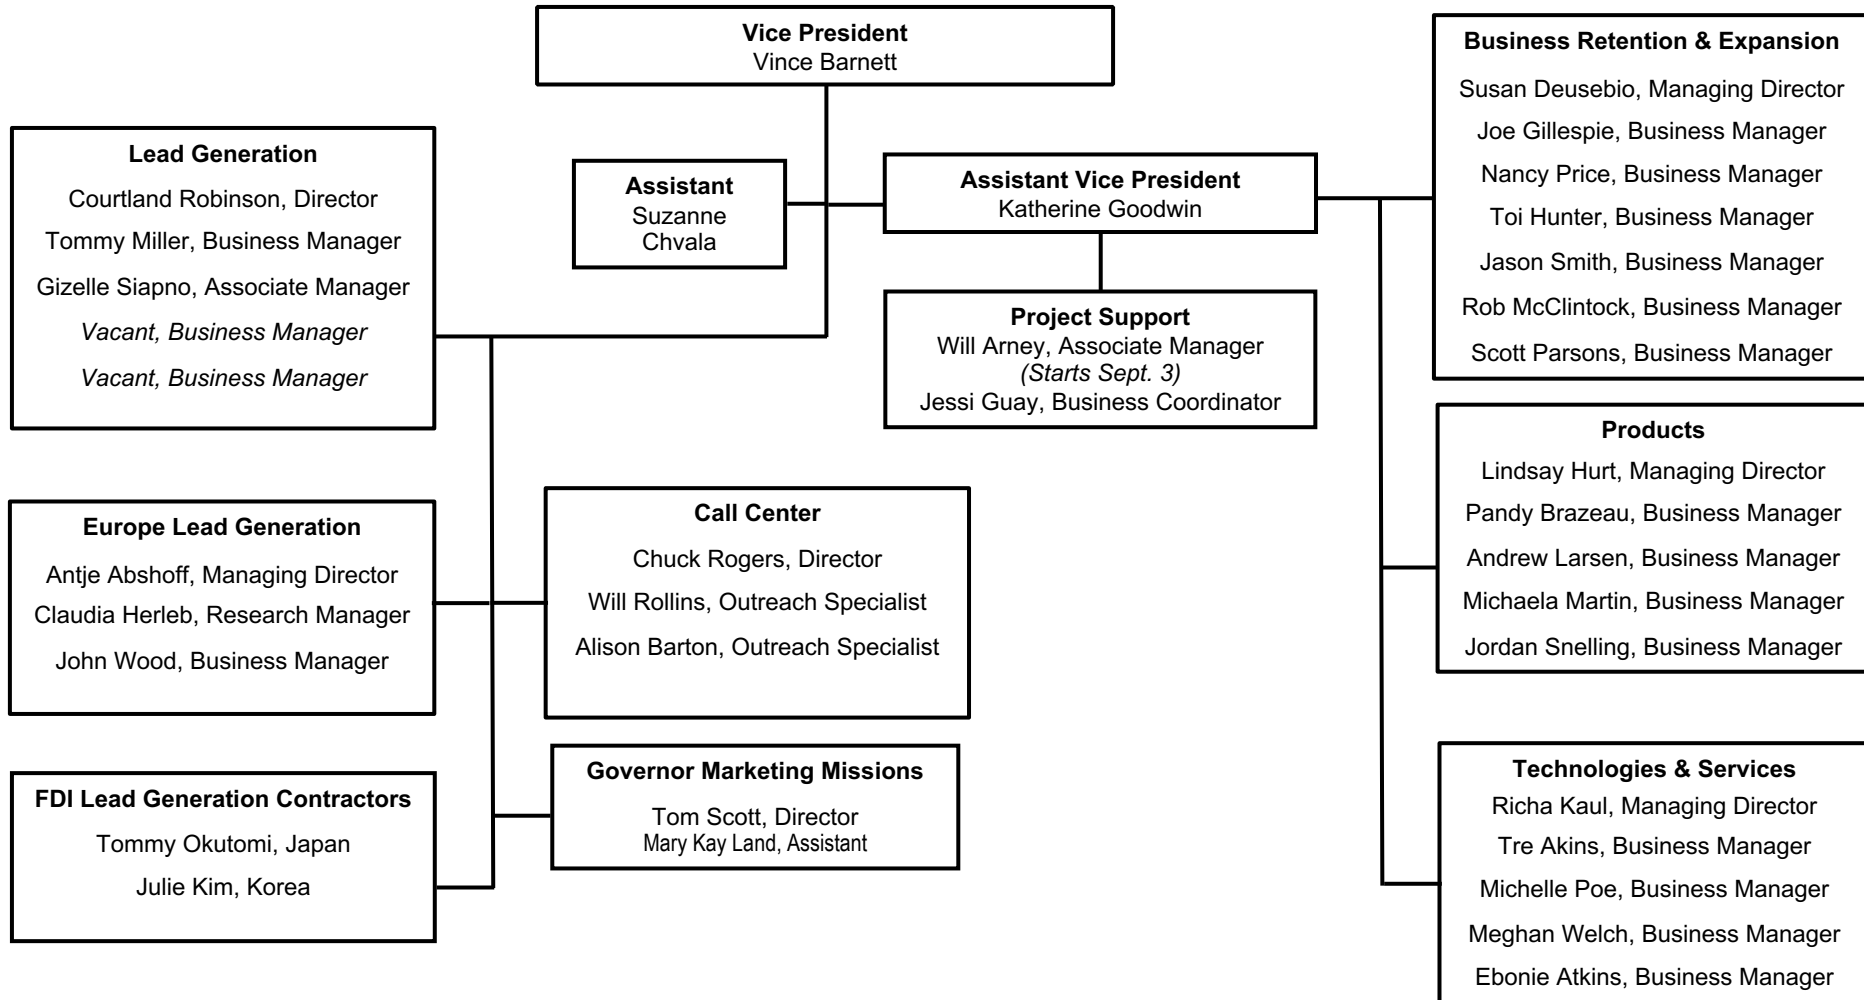 Vice President
Vince Barnett
Business Retention & Expansion
Susan Deusebio, Managing Director
Joe Gillespie, Business Manager
Nancy Price, Business Manager
Toi Hunter, Business Manager
Jason Smith, Business Manager
Rob McClintock, Business Manager
Scott Parsons, Business Manager
Lead Generation
Courtland Robinson, Director
Tommy Miller, Business Manager
Gizelle Siapno, Associate Manager
Vacant, Business Manager
Vacant, Business Manager
Assistant
Suzanne
Chvala
Assistant Vice President
Katherine Goodwin
Project Support
Will Arney, Associate Manager
(Starts Sept. 3)
Jessi Guay, Business Coordinator
Products
Lindsay Hurt, Managing Director
Pandy Brazeau, Business Manager
Andrew Larsen, Business Manager
Michaela Martin, Business Manager
Jordan Snelling, Business Manager
Europe Lead Generation
Antje Abshoff, Managing Director
Claudia Herleb, Research Manager
John Wood, Business Manager
Call Center
Chuck Rogers, Director
Will Rollins, Outreach Specialist
Alison Barton, Outreach Specialist
FDI Lead Generation Contractors
Tommy Okutomi, Japan
Julie Kim, Korea
Governor Marketing Missions
Tom Scott, Director
Mary Kay Land, Assistant
Technologies & Services
Richa Kaul, Managing Director
Tre Akins, Business Manager
Michelle Poe, Business Manager
Meghan Welch, Business Manager
Ebonie Atkins, Business Manager